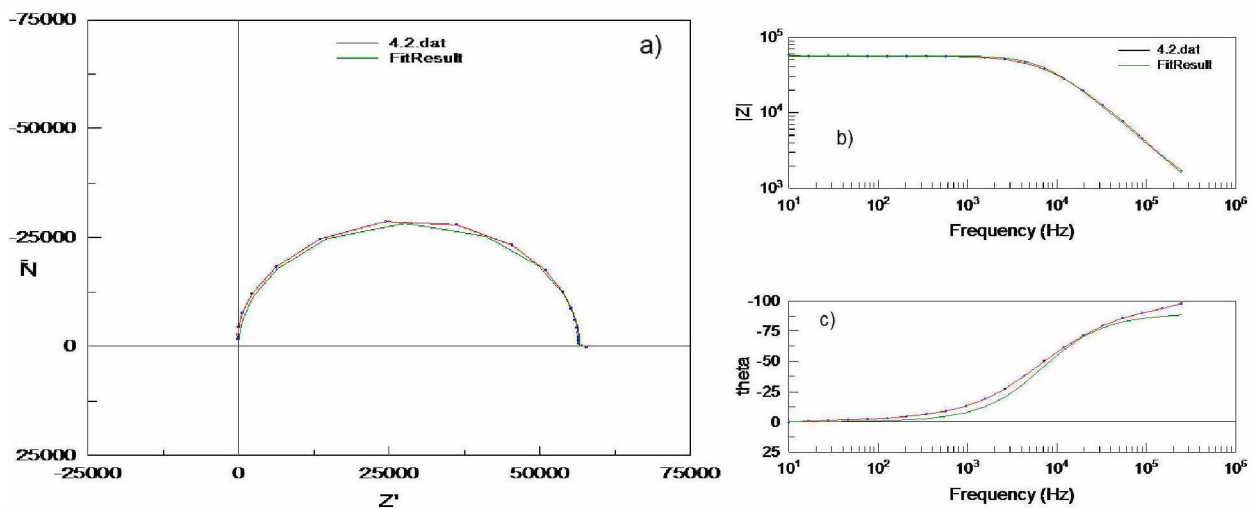 -75000
4.2.dat
FitResult
a)
-50000
-25000
Z̄
0
25000
-25000
0
25000
50000
75000
Z'
10⁵
4.2.dat
FitResult
|Z|
10⁴
b)
10³
10¹
10²
10³
10⁴
10⁵
10⁶
Frequency (Hz)
-100
c)
-75
theta
-50
-25
0
25
10¹
10²
10³
10⁴
10⁵
10⁶
Frequency (Hz)